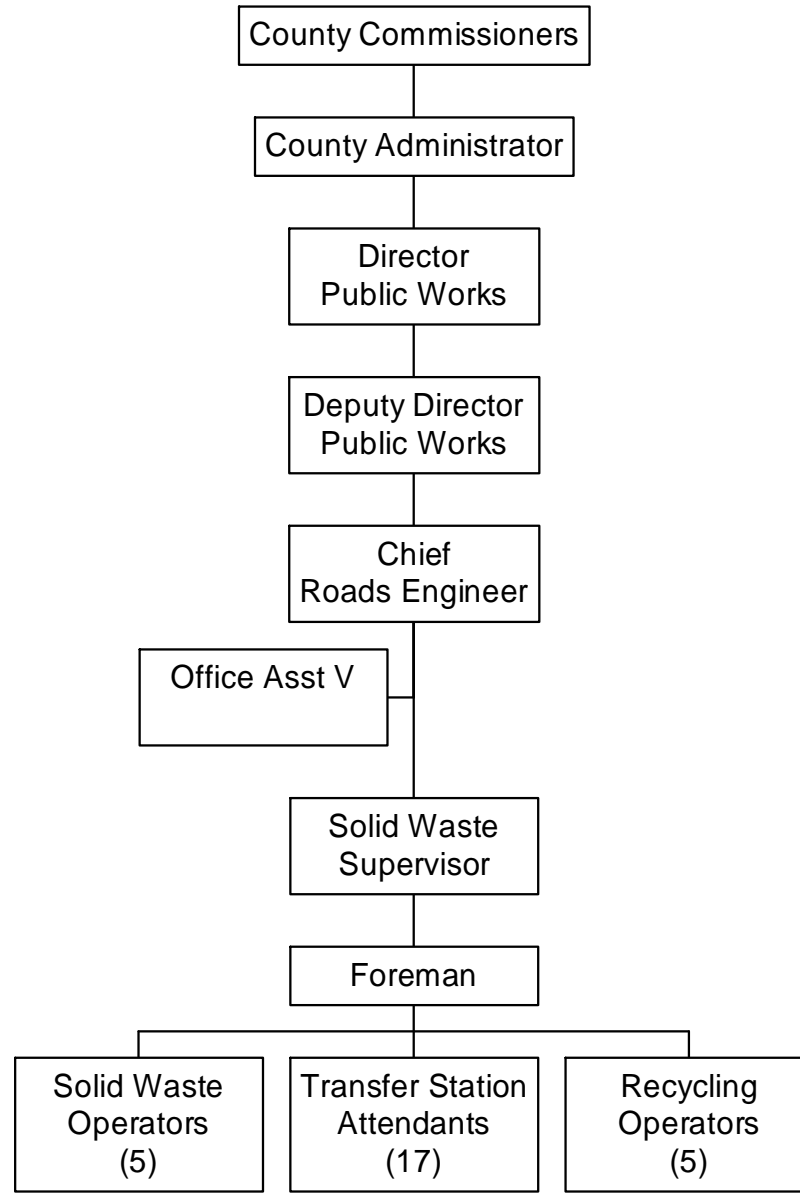 County Commissioners
County Administrator
Director
Public Works
Deputy Director
Public Works
Chief
Roads Engineer
Office Asst V
Solid Waste
Supervisor
Foreman
Solid Waste
Operators
(5)
Transfer Station
Attendants
(17)
Recycling
Operators
(5)